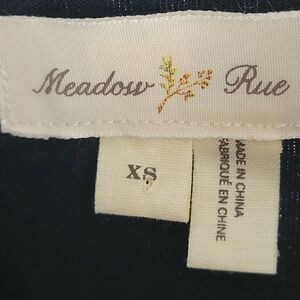 Meadow Rue
XS
MADE IN CHINA
FABRIQUÉ EN CHINE